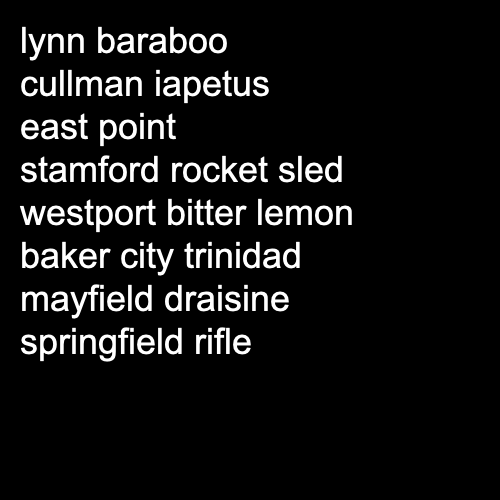 lynn baraboo
cullman iapetus
east point
stamford rocket sled
westport bitter lemon
baker city trinidad
mayfield draisine
springfield rifle